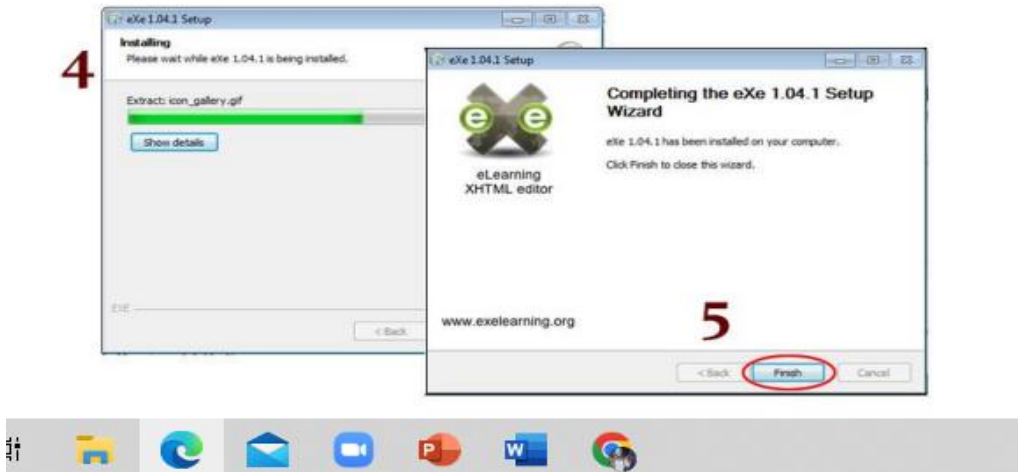 eXe 1.04.1 Setup
Installing
Please wait while eXe 1.04.1 is being installed.
4
Extract: icon_gallery.gif
Show details
EXE
< Back
eXe 1.04.1 Setup
Completing the eXe 1.04.1 Setup
Wizard
eXe 1.04.1 has been installed on your computer.
Click Finish to close this wizard.
e e
eLearning
XHTML editor
www.exelearning.org
5
< Back Finish Cancel
P W